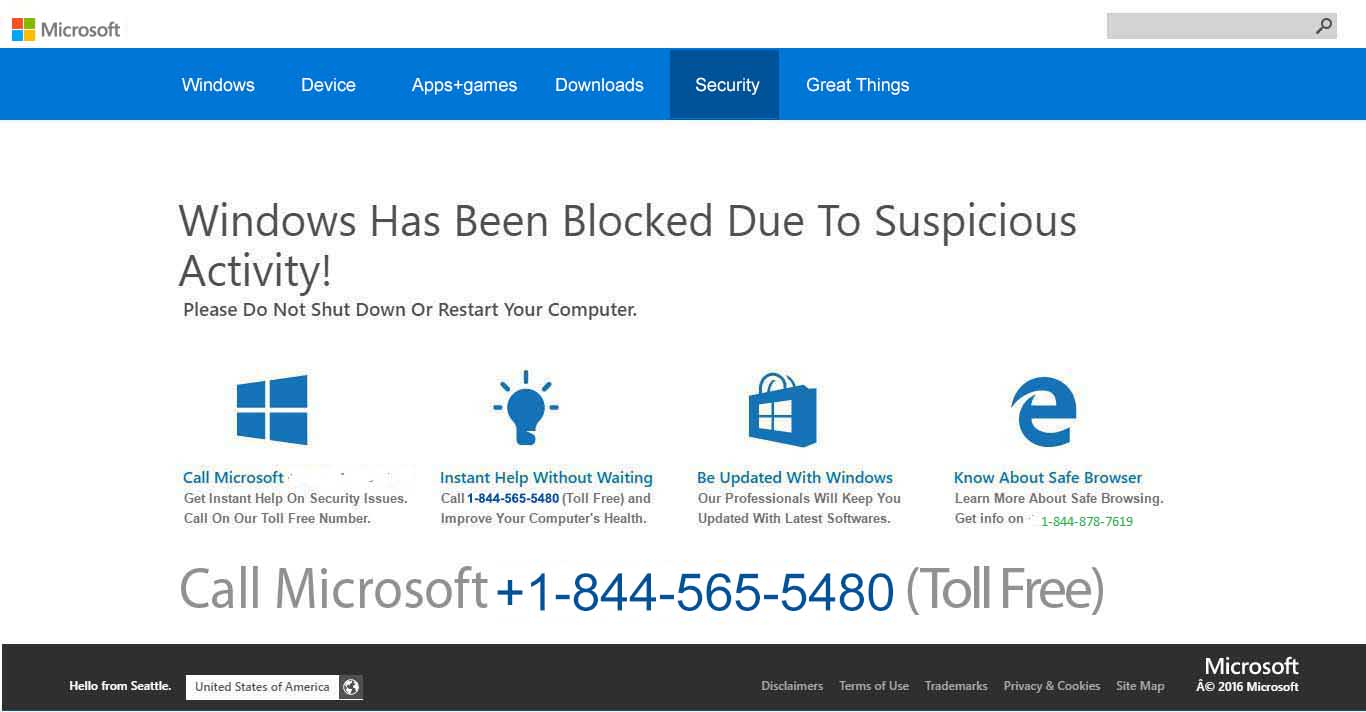 Microsoft
Windows Device Apps+games Downloads Security Great Things
Windows Has Been Blocked Due To Suspicious
Activity!
Please Do Not Shut Down Or Restart Your Computer.
Call Microsoft
Get Instant Help On Security Issues.
Call On Our Toll Free Number.
Instant Help Without Waiting
Call 1-844-565-5480 (Toll Free) and
Improve Your Computer's Health.
Be Updated With Windows
Our Professionals Will Keep You
Updated With Latest Softwares.
Know About Safe Browser
Learn More About Safe Browsing.
Get info on 1-844-878-7619
Call Microsoft +1-844-565-5480 (Toll Free)
Hello from Seattle. United States of America
Disclaimers Terms of Use Trademarks Privacy & Cookies Site Map
Microsoft
Â© 2016 Microsoft